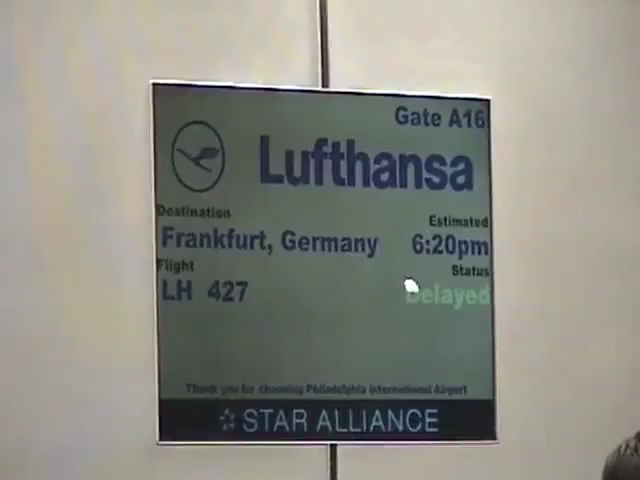 Gate A16
Lufthansa
Destination
Estimated
Frankfurt, Germany 6:20pm
Flight
Status
LH 427
Delayed
Thank you for choosing Philadelphia International Airport
STAR ALLIANCE